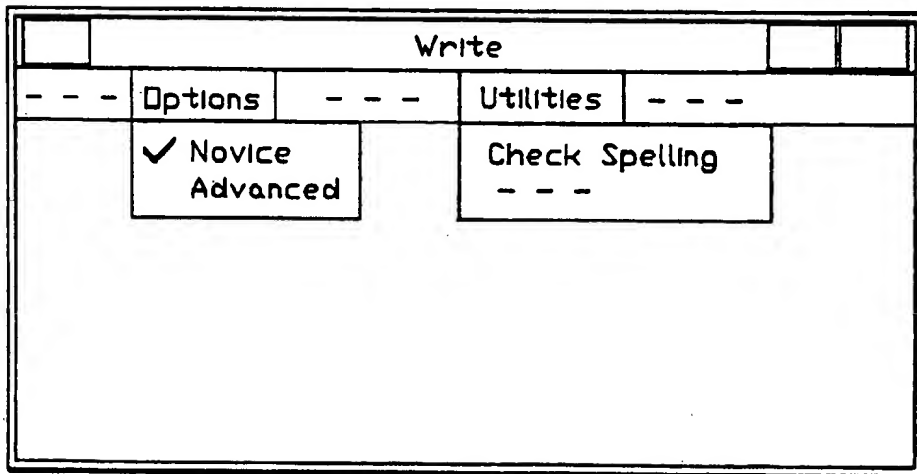 Write
- - - Options - - - Utilities - - -
✓ Novice Check Spelling
Advanced - - -